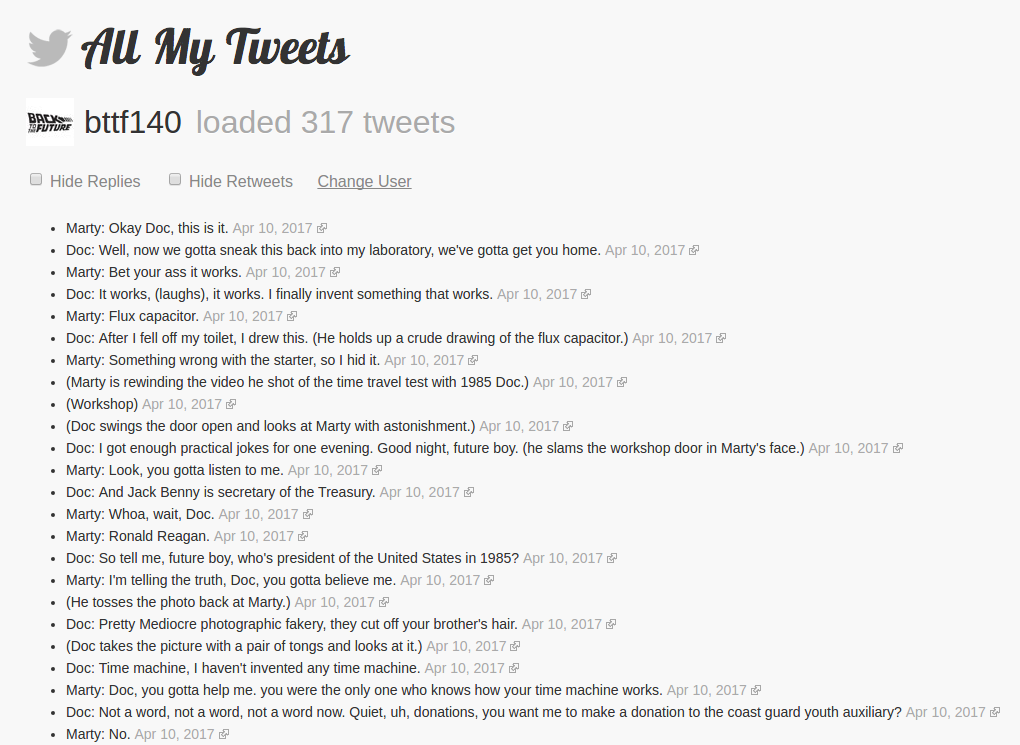 All My Tweets
BACK TO THE FUTURE
bttf140 loaded 317 tweets
Hide Replies Hide Retweets Change User
Marty: Okay Doc, this is it. Apr 10, 2017
Doc: Well, now we gotta sneak this back into my laboratory, we've gotta get you home. Apr 10, 2017
Marty: Bet your ass it works. Apr 10, 2017
Doc: It works, (laughs), it works. I finally invent something that works. Apr 10, 2017
Marty: Flux capacitor. Apr 10, 2017
Doc: After I fell off my toilet, I drew this. (He holds up a crude drawing of the flux capacitor.) Apr 10, 2017
Marty: Something wrong with the starter, so I hid it. Apr 10, 2017
(Marty is rewinding the video he shot of the time travel test with 1985 Doc.) Apr 10, 2017
(Workshop) Apr 10, 2017
(Doc swings the door open and looks at Marty with astonishment.) Apr 10, 2017
Doc: I got enough practical jokes for one evening. Good night, future boy. (he slams the workshop door in Marty's face.) Apr 10, 2017
Marty: Look, you gotta listen to me. Apr 10, 2017
Doc: And Jack Benny is secretary of the Treasury. Apr 10, 2017
Marty: Whoa, wait, Doc. Apr 10, 2017
Marty: Ronald Reagan. Apr 10, 2017
Doc: So tell me, future boy, who's president of the United States in 1985? Apr 10, 2017
Marty: I'm telling the truth, Doc, you gotta believe me. Apr 10, 2017
(He tosses the photo back at Marty.) Apr 10, 2017
Doc: Pretty Mediocre photographic fakery, they cut off your brother's hair. Apr 10, 2017
(Doc takes the picture with a pair of tongs and looks at it.) Apr 10, 2017
Doc: Time machine, I haven't invented any time machine. Apr 10, 2017
Marty: Doc, you gotta help me. you were the only one who knows how your time machine works. Apr 10, 2017
Doc: Not a word, not a word, not a word now. Quiet, uh, donations, you want me to make a donation to the coast guard youth auxiliary? Apr 10, 2017
Marty: No. Apr 10, 2017